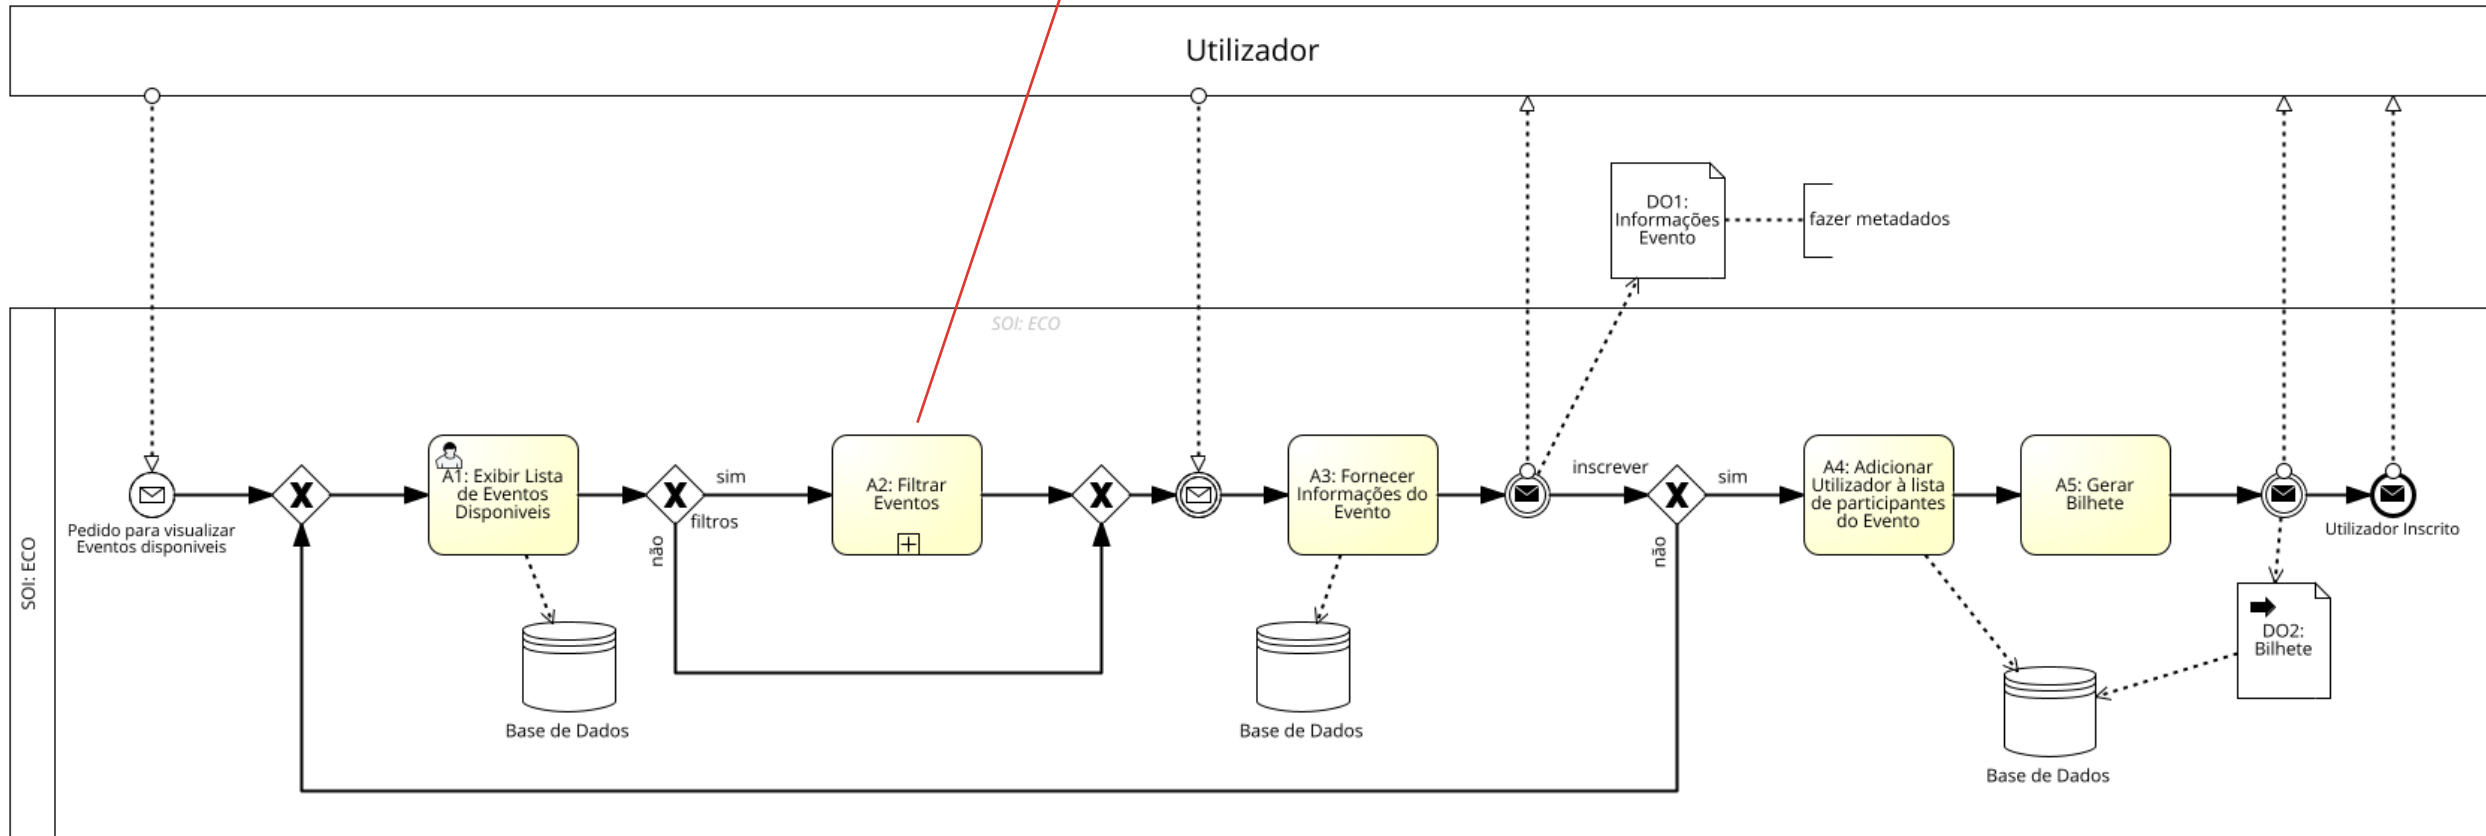 Utilizador
DO1:
Informações
Evento
fazer metadados
SOI: ECO
SOI: ECO
Pedido para visualizar
Eventos disponiveis
A1: Exibir Lista
de Eventos
Disponiveis
sim
filtros
não
A2: Filtrar
Eventos
A3: Fornecer
Informações do
Evento
inscrever
sim
não
A4: Adicionar
Utilizador à lista
de participantes
do Evento
A5: Gerar
Bilhete
Utilizador Inscrito
DO2:
Bilhete
Base de Dados
Base de Dados
Base de Dados